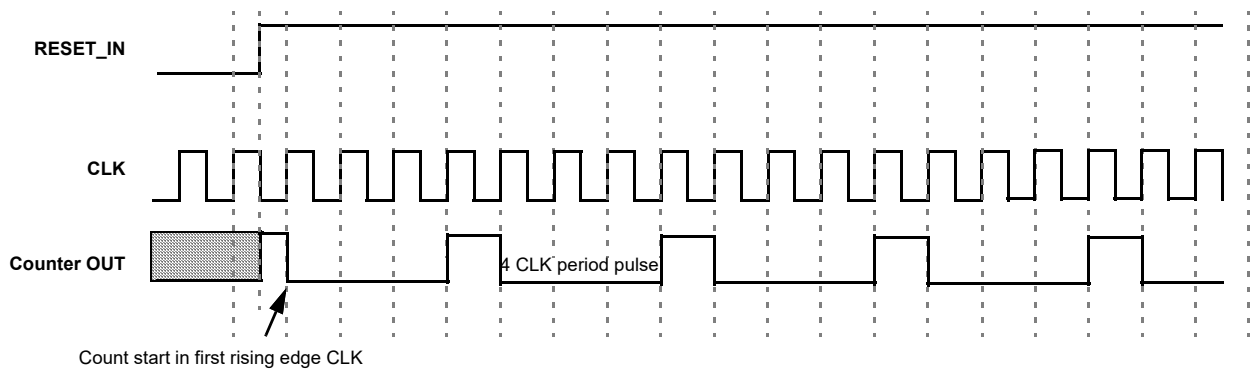 RESET_IN
CLK
Counter OUT
4 CLK period pulse
Count start in first rising edge CLK